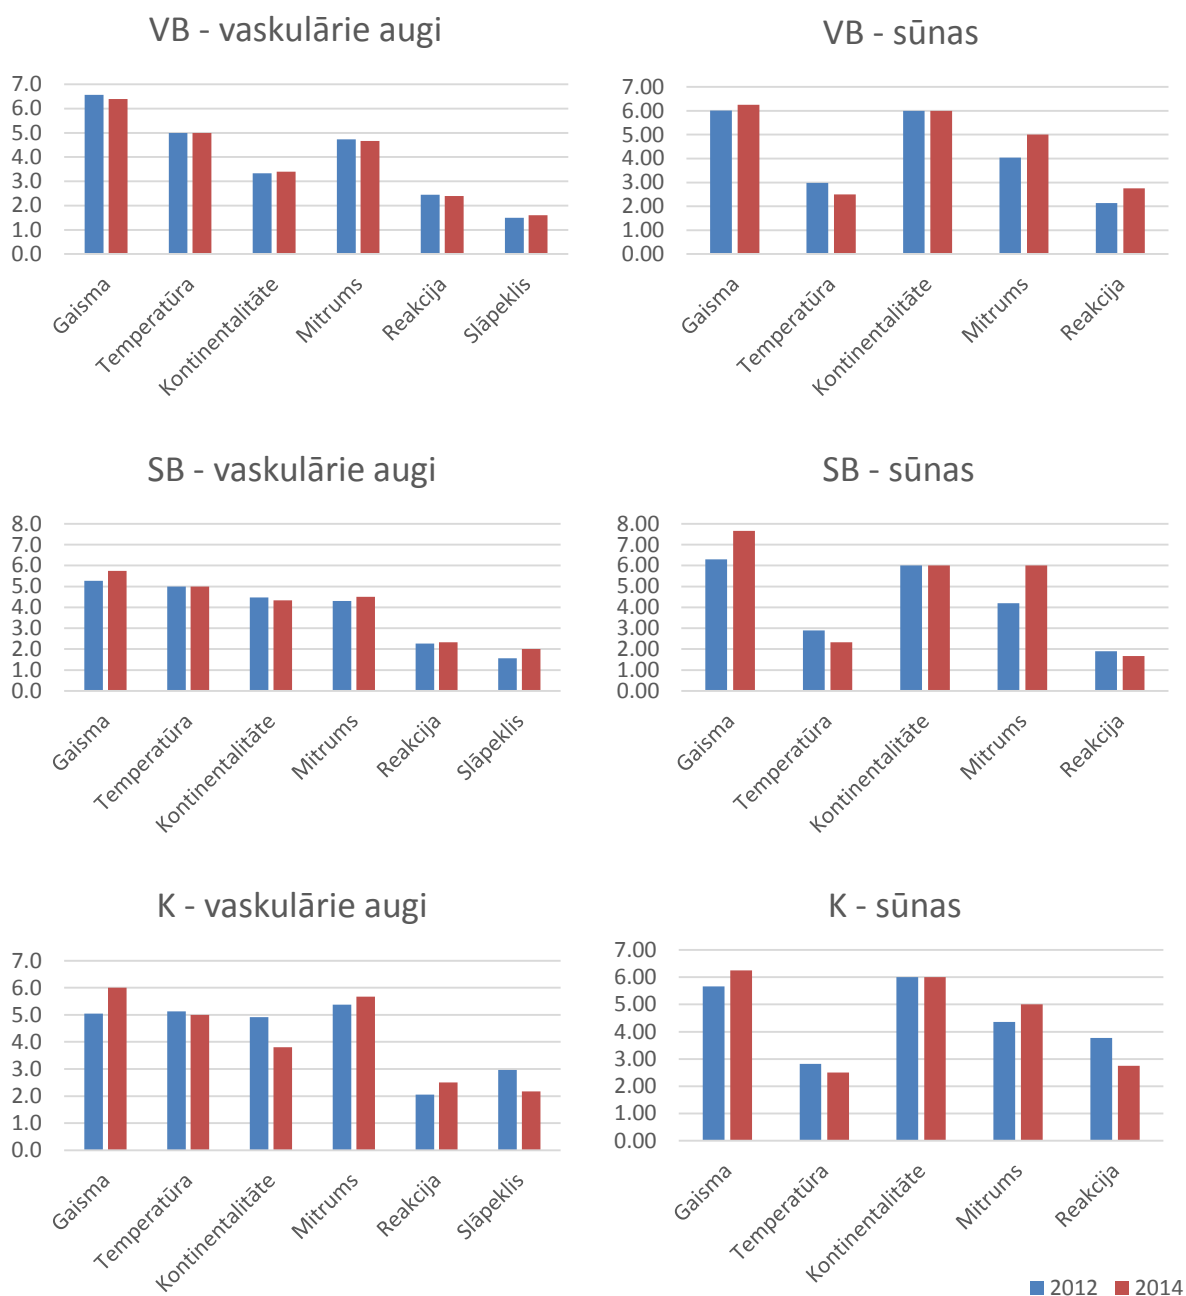 VB - vaskulārie augi
7.0
6.0
5.0
4.0
3.0
2.0
1.0
0.0
Gaisma
Temperatūra
Kontinentalitāte
Mitrums
Reakcija
Slāpeklis
VB - sūnas
7.00
6.00
5.00
4.00
3.00
2.00
1.00
0.00
Gaisma
Temperatūra
Kontinentalitāte
Mitrums
Reakcija
SB - vaskulārie augi
8.0
7.0
6.0
5.0
4.0
3.0
2.0
1.0
0.0
Gaisma
Temperatūra
Kontinentalitāte
Mitrums
Reakcija
Slāpeklis
SB - sūnas
8.00
7.00
6.00
5.00
4.00
3.00
2.00
1.00
0.00
Gaisma
Temperatūra
Kontinentalitāte
Mitrums
Reakcija
K - vaskulārie augi
7.0
6.0
5.0
4.0
3.0
2.0
1.0
0.0
Gaisma
Temperatūra
Kontinentalitāte
Mitrums
Reakcija
Slāpeklis
K - sūnas
7.00
6.00
5.00
4.00
3.00
2.00
1.00
0.00
Gaisma
Temperatūra
Kontinentalitāte
Mitrums
Reakcija
2012 2014